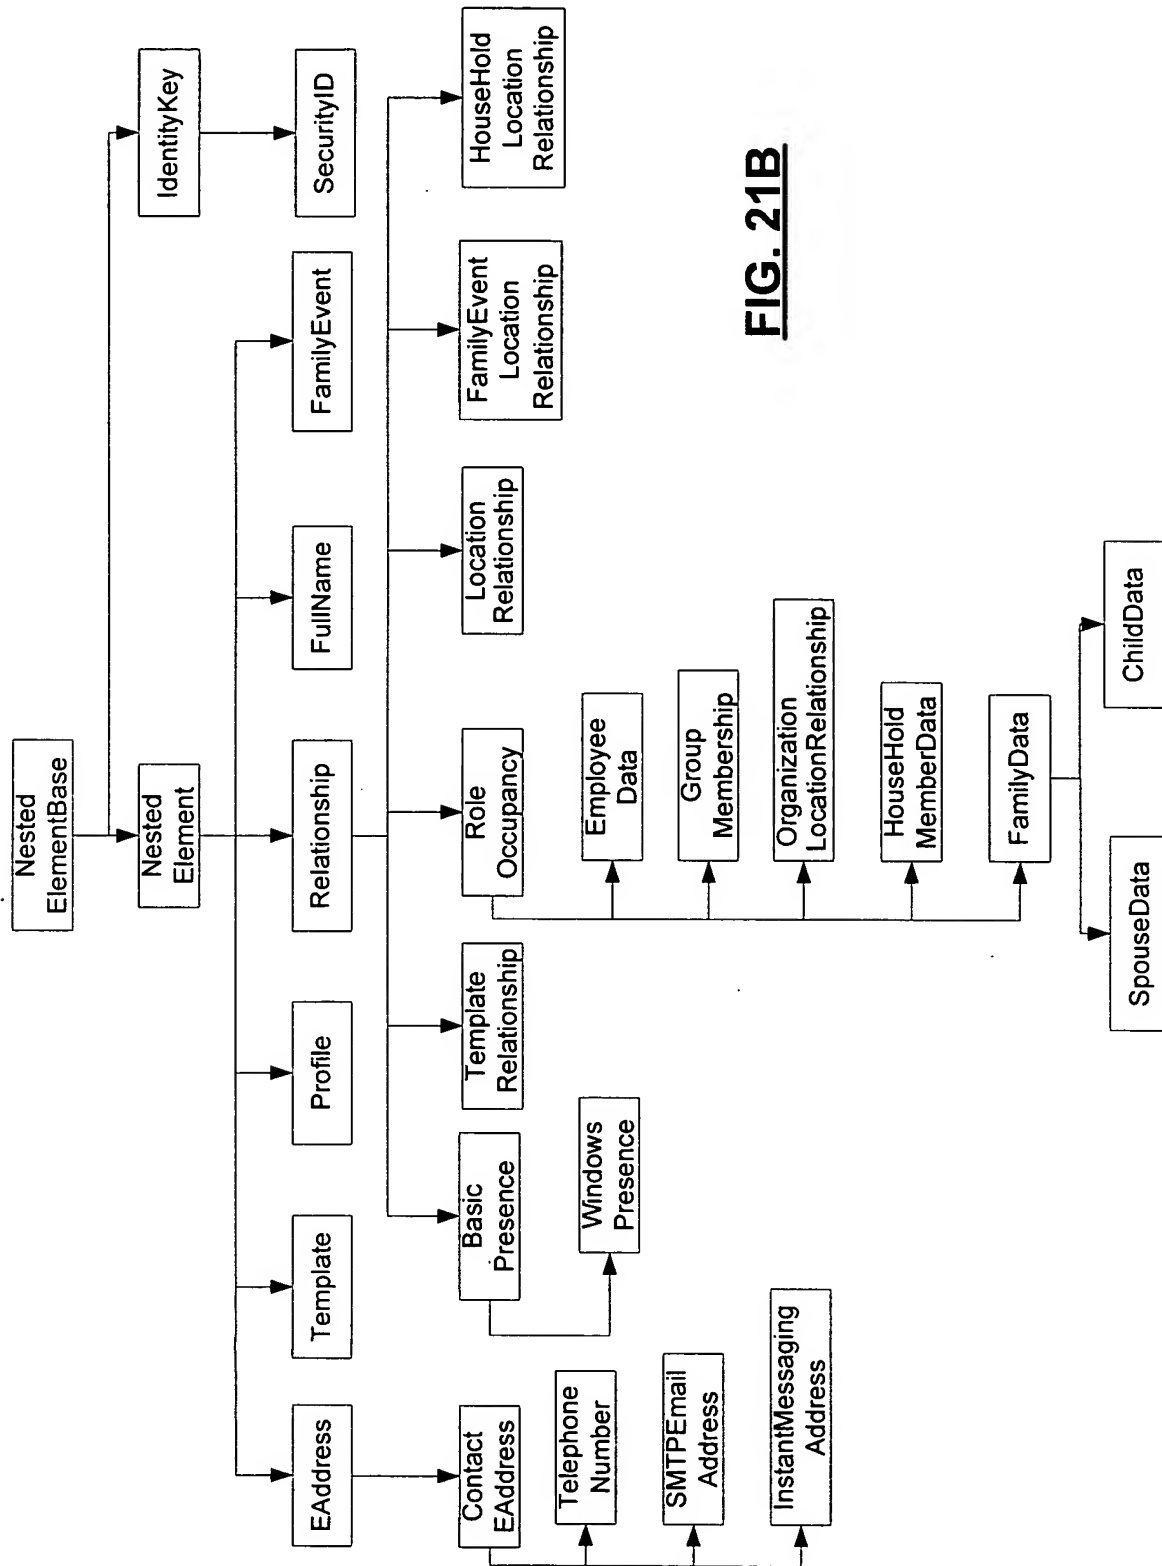 Nested
ElementBase
Nested
Element
IdentityKey
EAddress
Template
Profile
Relationship
FullName
FamilyEvent
SecurityID
Contact
EAddress
Basic
Presence
Template
Relationship
Role
Occupancy
Location
Relationship
FamilyEvent
Location
Relationship
HouseHold
Location
Relationship
Telephone
Number
SMTPEmail
Address
InstantMessaging
Address
Windows
Presence
Employee
Data
Group
Membership
Organization
LocationRelationship
HouseHold
MemberData
FamilyData
SpouseData
ChildData
FIG. 21B